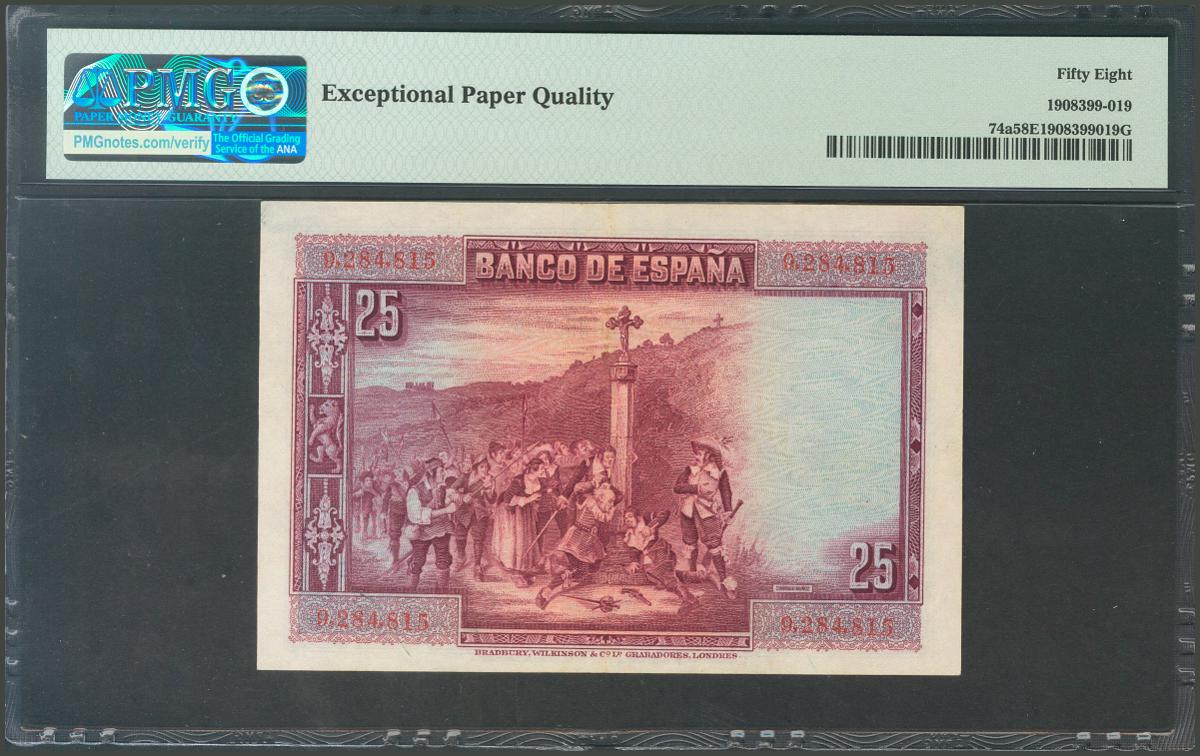 PMG
PAPER MONEY GUARANTY
PMGnotes.com/verify
The Official Grading
Service of the ANA
Exceptional Paper Quality
Fifty Eight
1908399-019
74a58E1908399019G
9,284,815
BANCO DE ESPAÑA
9,284,815
25
25
9,284,815
9,284,815
BRADBURY, WILKINSON & Cº Lᵈ GRABADORES, LONDRES.